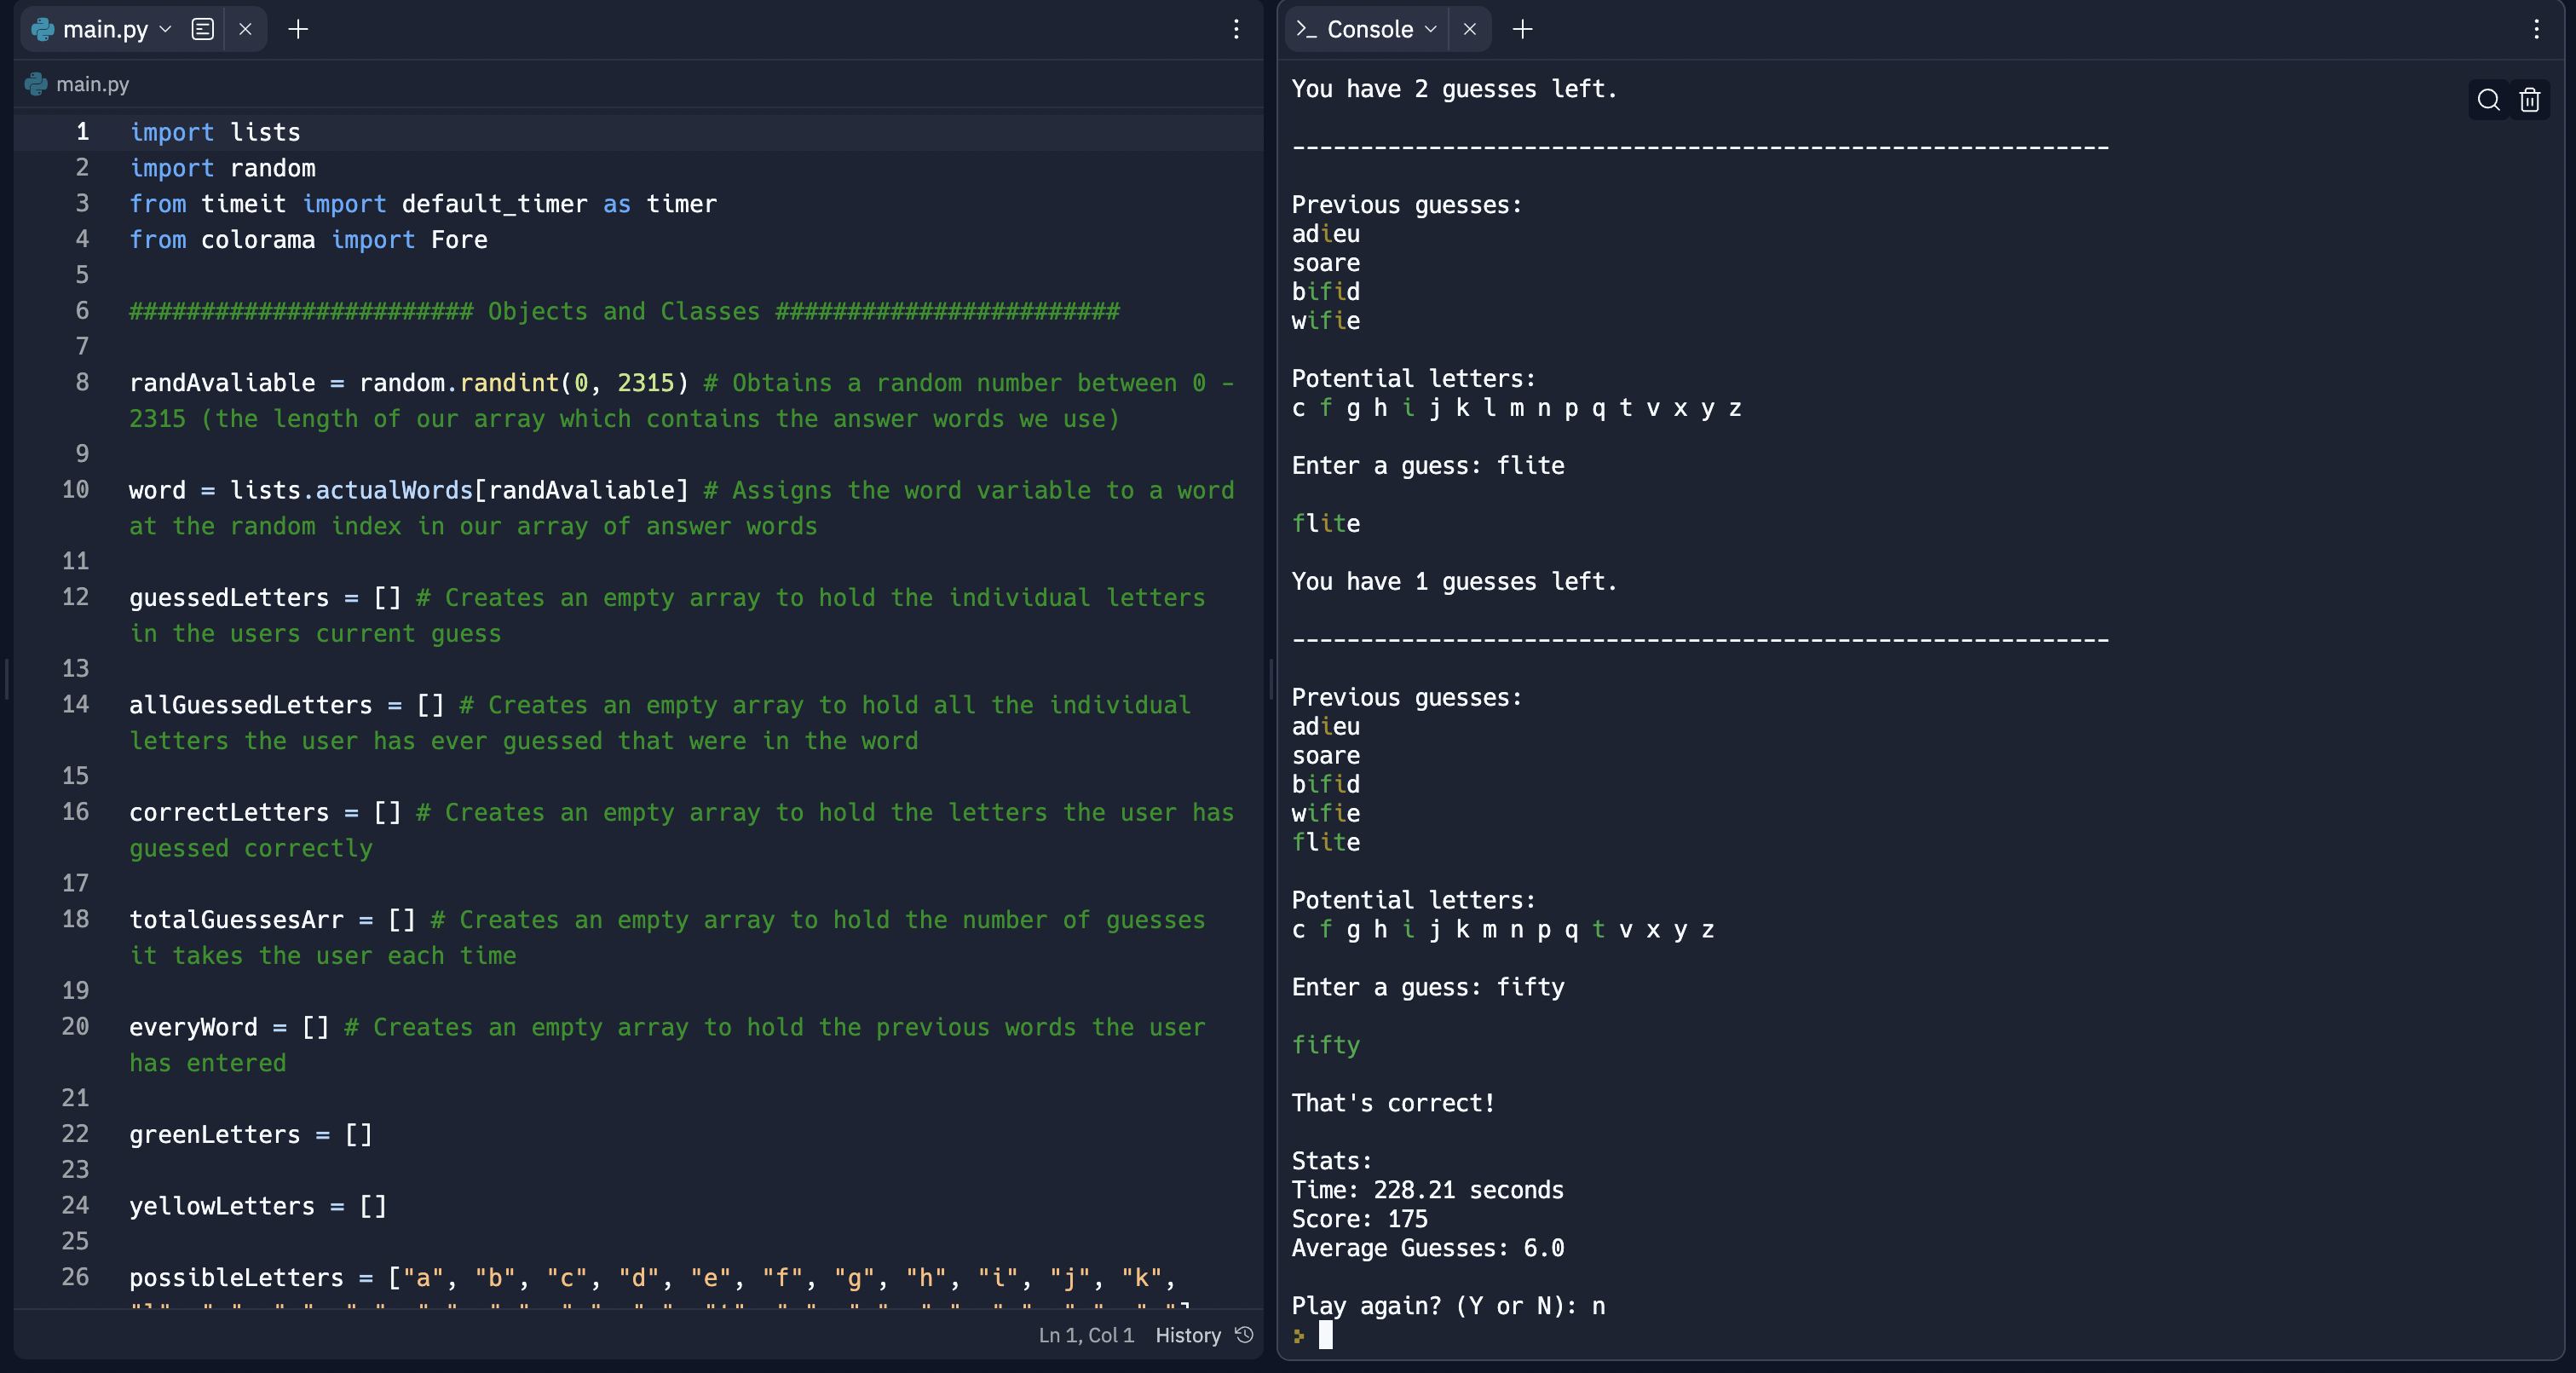 main.py
Console
main.py
1 import lists
2 import random
3 from timeit import default_timer as timer
4 from colorama import Fore
5
6 ######################## Objects and Classes ########################
7
8 randAvaliable = random.randint(0, 2315) # Obtains a random number between 0 -
2315 (the length of our array which contains the answer words we use)
9
10 word = lists.actualWords[randAvaliable] # Assigns the word variable to a word
at the random index in our array of answer words
11
12 guessedLetters = [] # Creates an empty array to hold the individual letters
in the users current guess
13
14 allGuessedLetters = [] # Creates an empty array to hold all the individual
letters the user has ever guessed that were in the word
15
16 correctLetters = [] # Creates an empty array to hold the letters the user has
guessed correctly
17
18 totalGuessesArr = [] # Creates an empty array to hold the number of guesses
it takes the user each time
19
20 everyWord = [] # Creates an empty array to hold the previous words the user
has entered
21
22 greenLetters = []
23
24 yellowLetters = []
25
26 possibleLetters = ["a", "b", "c", "d", "e", "f", "g", "h", "i", "j", "k",
Ln 1, Col 1 History
You have 2 guesses left.
------------------------------------------------------------
Previous guesses:
adieu
soare
bifid
wifie
Potential letters:
c f g h i j k l m n p q t v x y z
Enter a guess: flite
flite
You have 1 guesses left.
------------------------------------------------------------
Previous guesses:
adieu
soare
bifid
wifie
flite
Potential letters:
c f g h i j k m n p q t v x y z
Enter a guess: fifty
fifty
That's correct!
Stats:
Time: 228.21 seconds
Score: 175
Average Guesses: 6.0
Play again? (Y or N): n